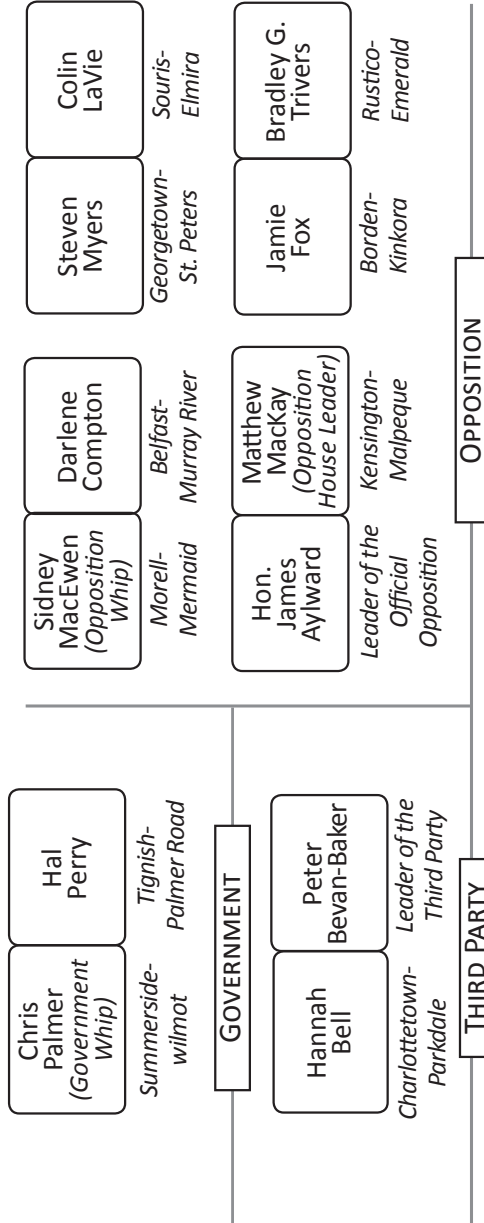 Chris
Palmer
(Government
Whip)
Summerside-
wilmot
Hal
Perry
Tignish-
Palmer Road
GOVERNMENT
Hannah
Bell
Charlottetown-
Parkdale
Peter
Bevan-Baker
Leader of the
Third Party
THIRD PARTY
Sidney
MacEwen
(Opposition
Whip)
Morell-
Mermaid
Darlene
Compton
Belfast-
Murray River
Steven
Myers
Georgetown-
St. Peters
Colin
LaVie
Souris-
Elmira
Hon.
James
Aylward
Leader of the
Official
Opposition
Matthew
MacKay
(Opposition
House Leader)
Kensington-
Malpeque
Jamie
Fox
Borden-
Kinkora
Bradley G.
Trivers
Rustico-
Emerald
OPPOSITION